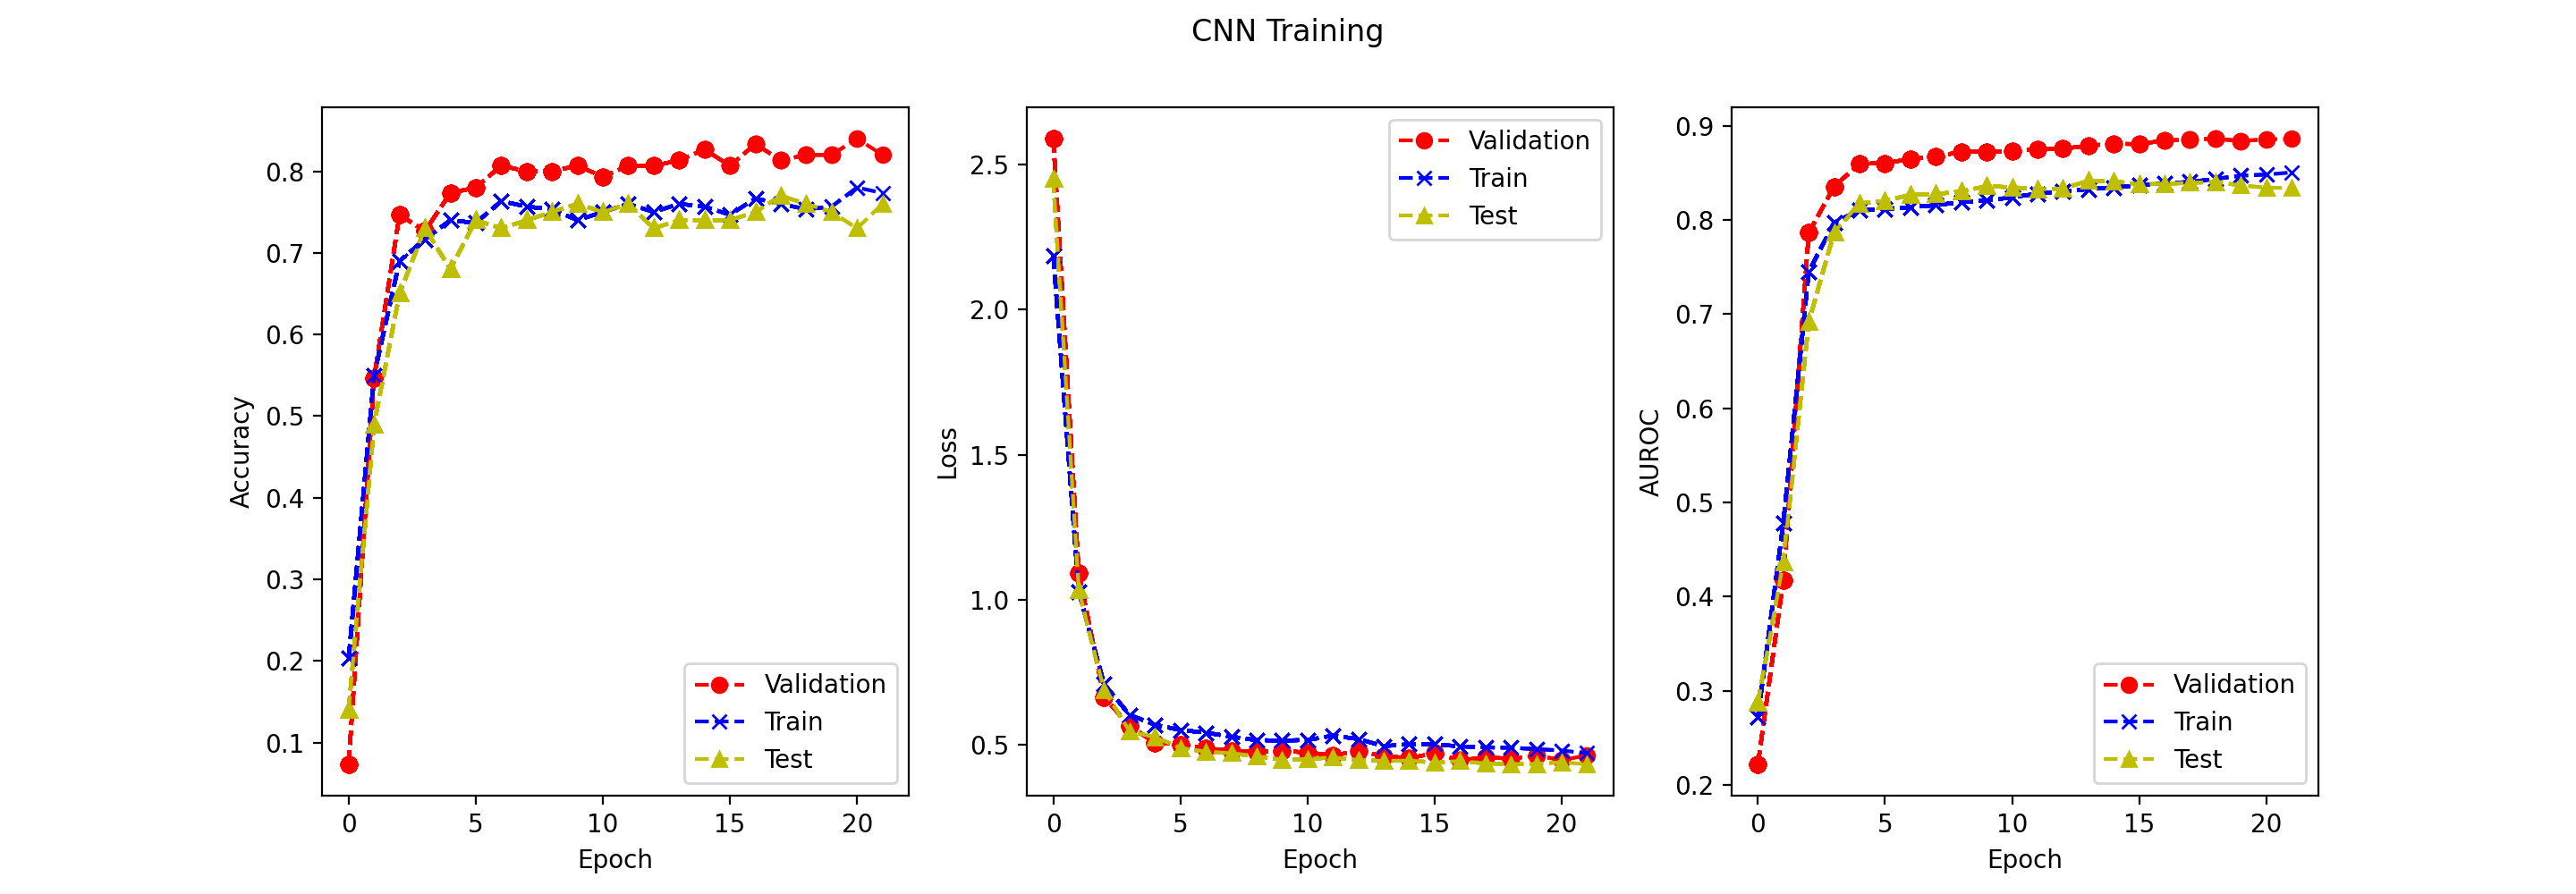 CNN Training
Accuracy
0.8
0.7
0.6
0.5
0.4
0.3
0.2
0.1
0 5 10 15 20
Epoch
Validation
Train
Test
Loss
2.5
2.0
1.5
1.0
0.5
0 5 10 15 20
Epoch
Validation
Train
Test
AUROC
0.9
0.8
0.7
0.6
0.5
0.4
0.3
0.2
0 5 10 15 20
Epoch
Validation
Train
Test